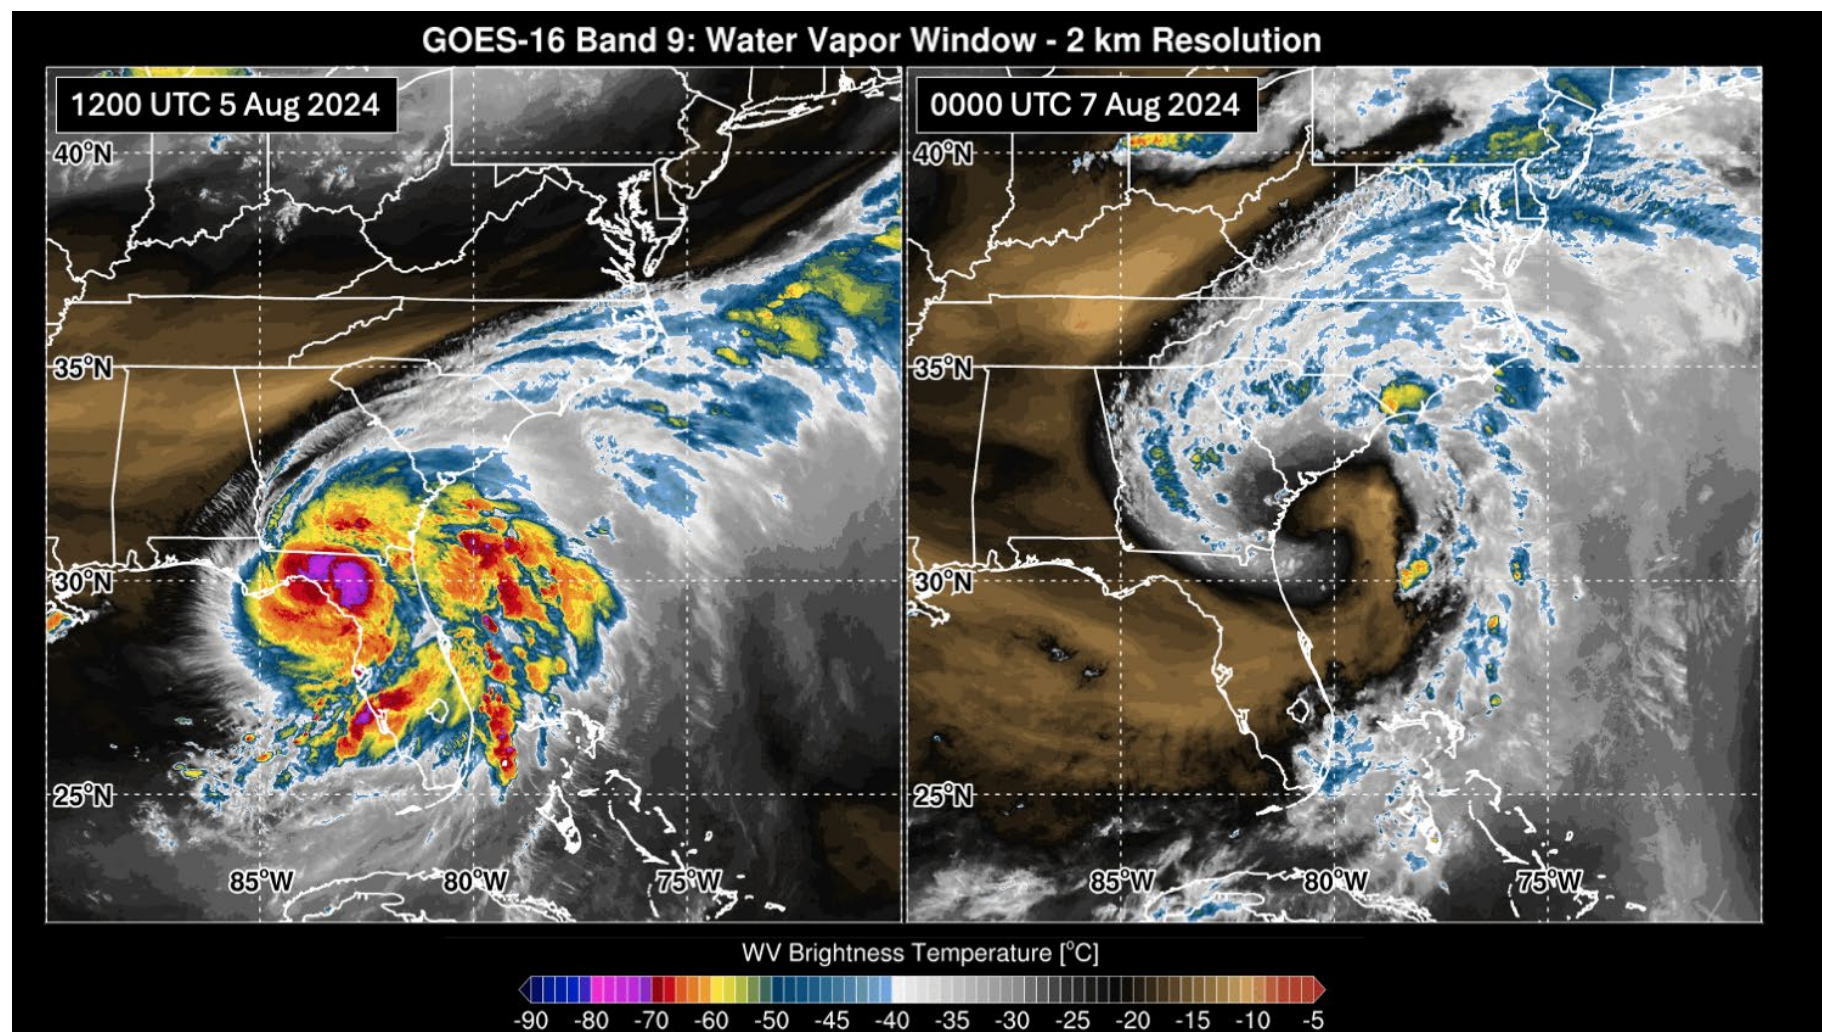 GOES-16 Band 9: Water Vapor Window - 2 km Resolution
1200 UTC 5 Aug 2024
40°N
35°N
30°N
25°N
85°W
80°W
75°W
0000 UTC 7 Aug 2024
40°N
35°N
30°N
25°N
85°W
80°W
75°W
WV Brightness Temperature [°C]
-90 -80 -70 -60 -50 -45 -40 -35 -30 -25 -20 -15 -10 -5